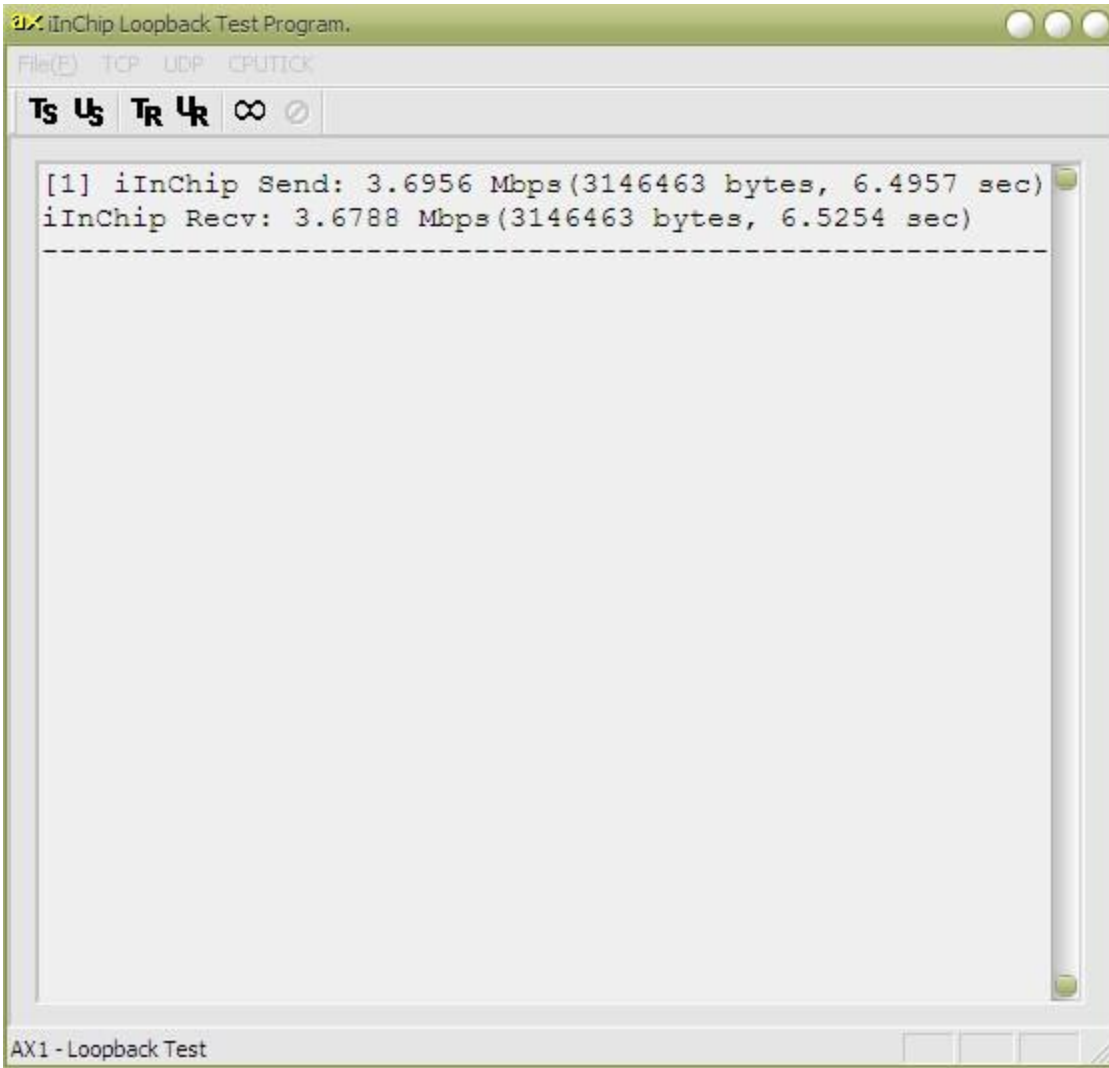 ax iInChip Loopback Test Program.
File(F) TCP UDP CPUTICK
TS US TR UR ∞
[1] iInChip Send: 3.6956 Mbps(3146463 bytes, 6.4957 sec)
iInChip Recv: 3.6788 Mbps(3146463 bytes, 6.5254 sec)
--------------------------------------------------------
AX1 - Loopback Test